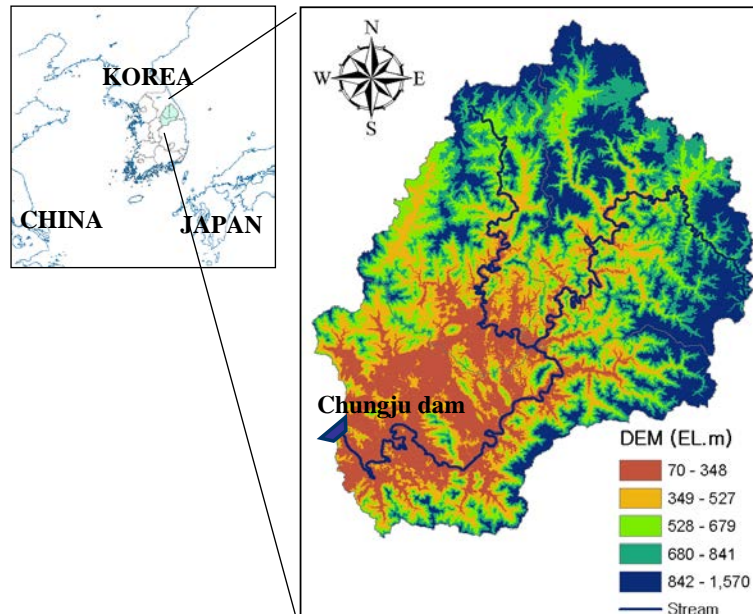 KOREA
CHINA
JAPAN
N
W E
S
Chungju dam
DEM (EL.m)
70 - 348
349 - 527
528 - 679
680 - 841
842 - 1,570
Stream